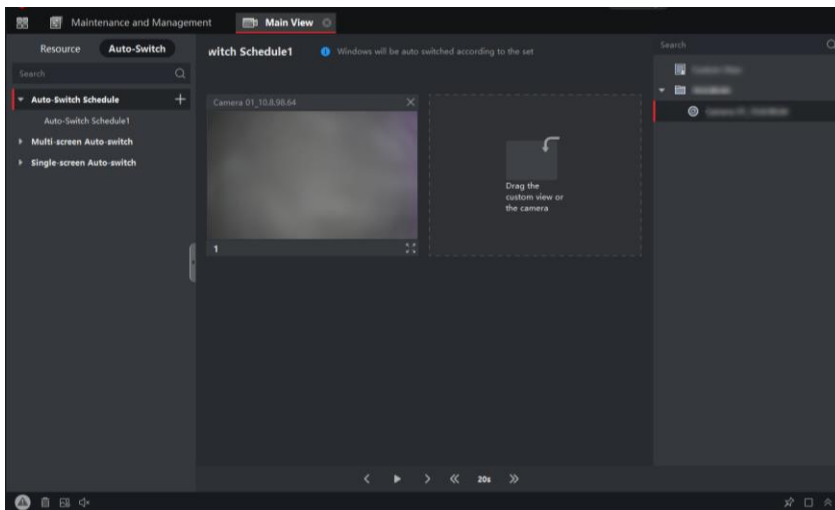 Maintenance and Management
Main View
Resource
Auto-Switch
Search
Auto-Switch Schedule
Auto-Switch Schedule1
Multi-screen Auto-switch
Single-screen Auto-switch
witch Schedule1
Windows will be auto switched according to the set
Camera 01_10.8.98.64
1
Drag the
custom view or
the camera
Search
20s